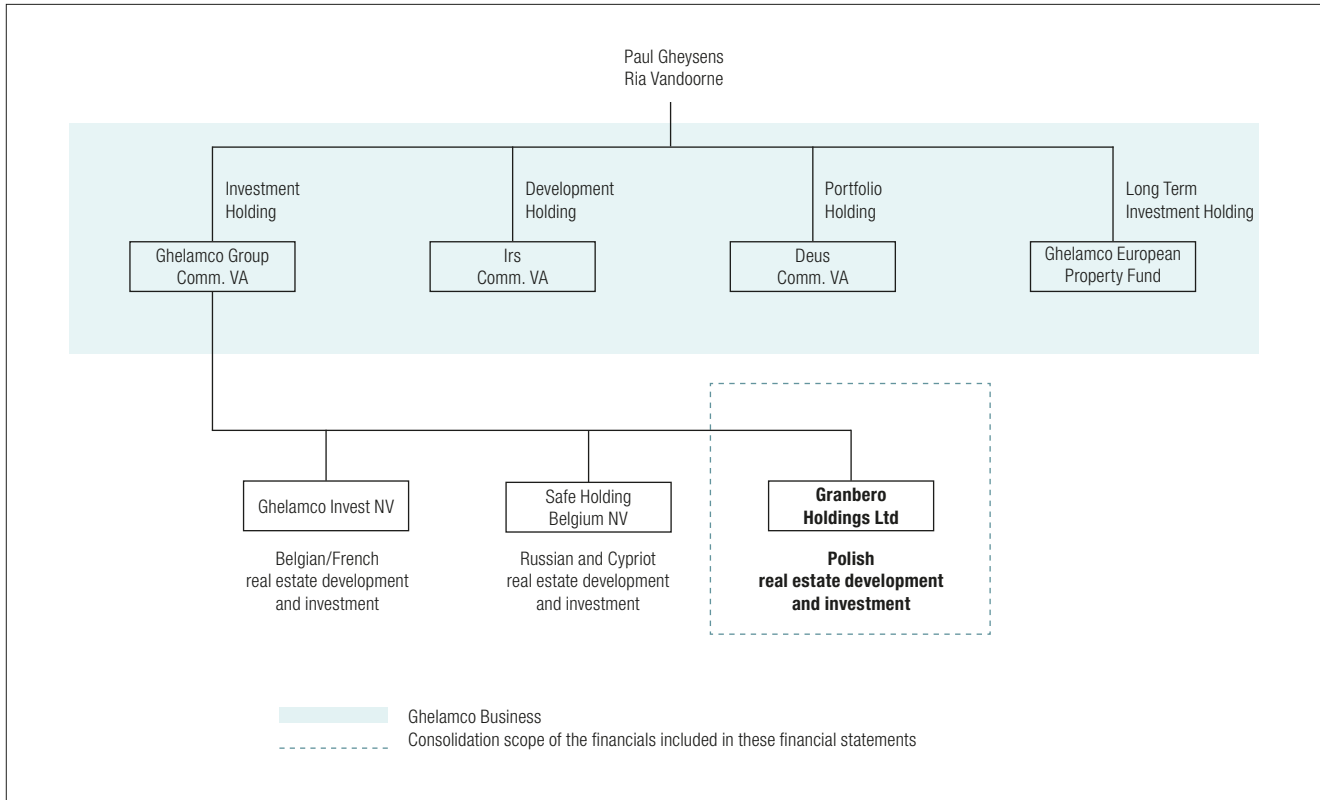 Paul Gheysens
Ria Vandoorne
Investment
Holding
Development
Holding
Portfolio
Holding
Long Term
Investment Holding
Ghelamco Group
Comm. VA
Irs
Comm. VA
Deus
Comm. VA
Ghelamco European
Property Fund
Ghelamco Invest NV
Safe Holding
Belgium NV
Granbero
Holdings Ltd
Belgian/French
real estate development
and investment
Russian and Cypriot
real estate development
and investment
Polish
real estate development
and investment
Ghelamco Business
Consolidation scope of the financials included in these financial statements